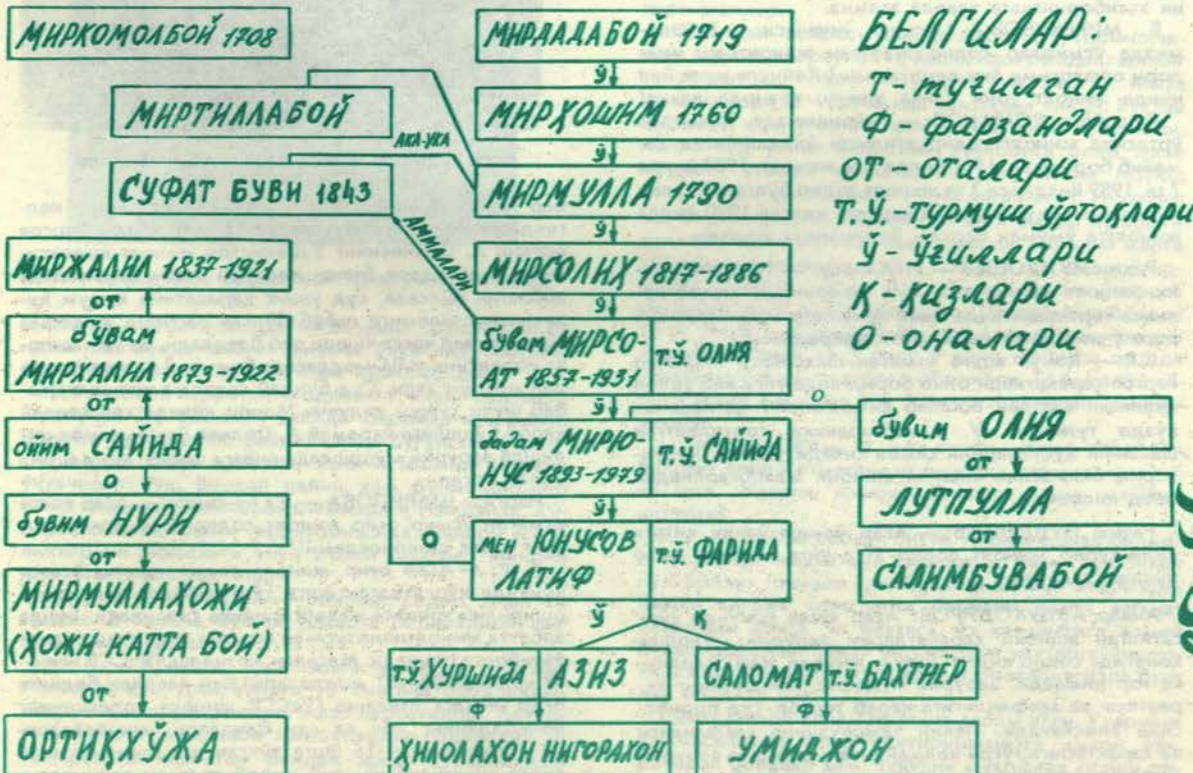 МИРКОМОЛБОЙ 1708
МИРДАДАБОЙ 1719
БЕЛГИЛАР:
Т - туғилган
Ф - фарзандлари
ОТ - оталари
Т.Ў. - турмуш ўртоқлари
Ў - ўғиллари
Қ - қизлари
О - оналари
Ў
МИРТИЛЛАБОЙ
МИРҲОШИМ 1760
АКА-УКА
Ў
СУФАТ БУВИ 1843
МИРМУЛЛА 1790
АММАЛАРИ
Ў
МИРЖАЛИЛ 1837-1921
МИРСОЛИҲ 1817-1886
ОТ
Ў
бувам
МИРХАЛИЛ 1873-1922
бувам МИРСО-
АТ 1857-1931
Т.Ў. ОЛИЯ
ОТ
Ў
О
ойим САЙИДА
дадам МИРЮ-
НУС 1893-1979
Т.Ў. САЙИДА
бувим ОЛИЯ
О
ОТ
бувим НУРИ
Ў
ЛУТПУЛЛА
ОТ
О
МЕН ЮНУСОВ
ЛАТИФ
Т.Ў. ФАРИДА
ОТ
САЛИМБУВАБОЙ
МИРМУЛЛАҲОЖИ
(ҲОЖИ КАТТА БОЙ)
Ў
Қ
ОТ
Т.Ў. ХУРШИДА
АЗИЗ
САЛОМАТ
Т.Ў. БАХТИЁР
Ф
Ф
ОРТИҚХЎЖА
ҲИЛОЛАХОН НИГОРАХОН
УМИДХОН